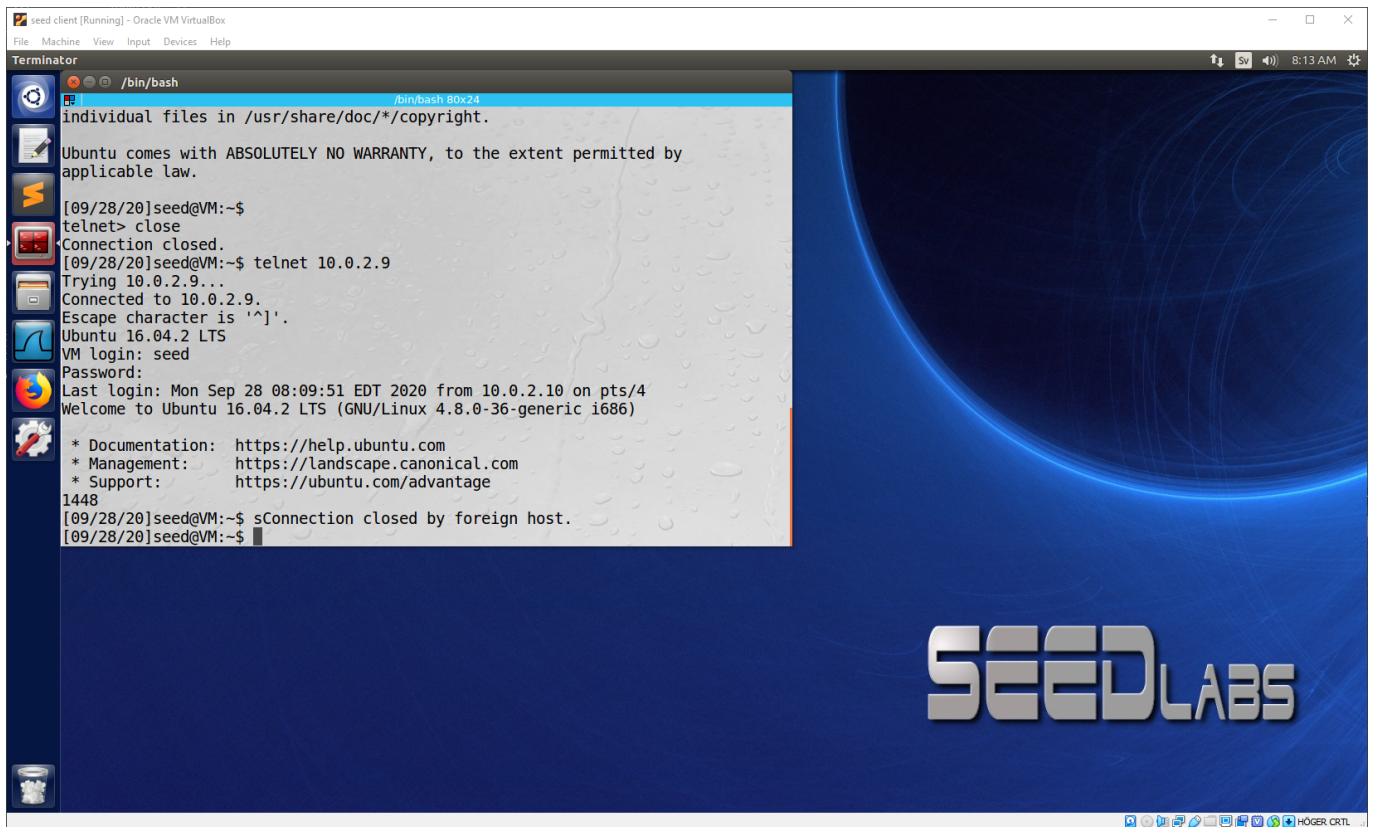 seed client [Running] - Oracle VM VirtualBox
File Machine View Input Devices Help
Terminator
Sv
8:13 AM
/bin/bash
/bin/bash 80x24
individual files in /usr/share/doc/*/copyright.
Ubuntu comes with ABSOLUTELY NO WARRANTY, to the extent permitted by
applicable law.
[09/28/20]seed@VM:~$
telnet> close
Connection closed.
[09/28/20]seed@VM:~$ telnet 10.0.2.9
Trying 10.0.2.9...
Connected to 10.0.2.9.
Escape character is '^]'.
Ubuntu 16.04.2 LTS
VM login: seed
Password:
Last login: Mon Sep 28 08:09:51 EDT 2020 from 10.0.2.10 on pts/4
Welcome to Ubuntu 16.04.2 LTS (GNU/Linux 4.8.0-36-generic i686)
* Documentation: https://help.ubuntu.com
* Management: https://landscape.canonical.com
* Support: https://ubuntu.com/advantage
1448
[09/28/20]seed@VM:~$ sConnection closed by foreign host.
[09/28/20]seed@VM:~$
SEEDLABS
HÖGER CRTL